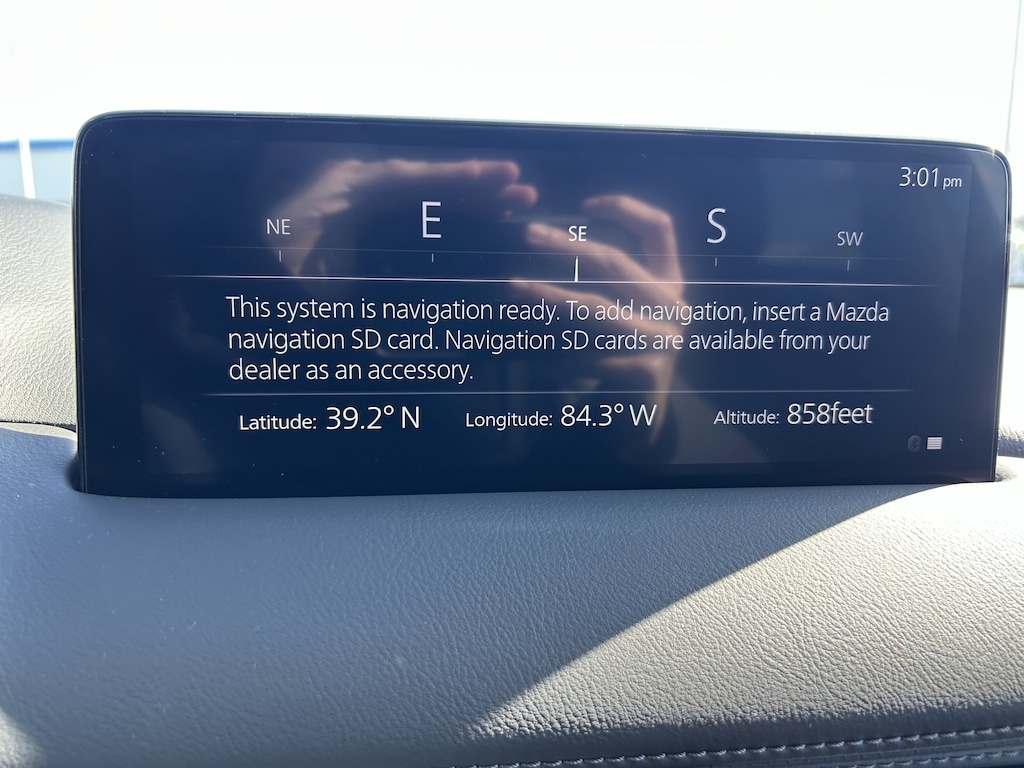 3:01 pm
NE E SE S SW
This system is navigation ready. To add navigation, insert a Mazda
navigation SD card. Navigation SD cards are available from your
dealer as an accessory.
Latitude: 39.2° N Longitude: 84.3° W Altitude: 858feet